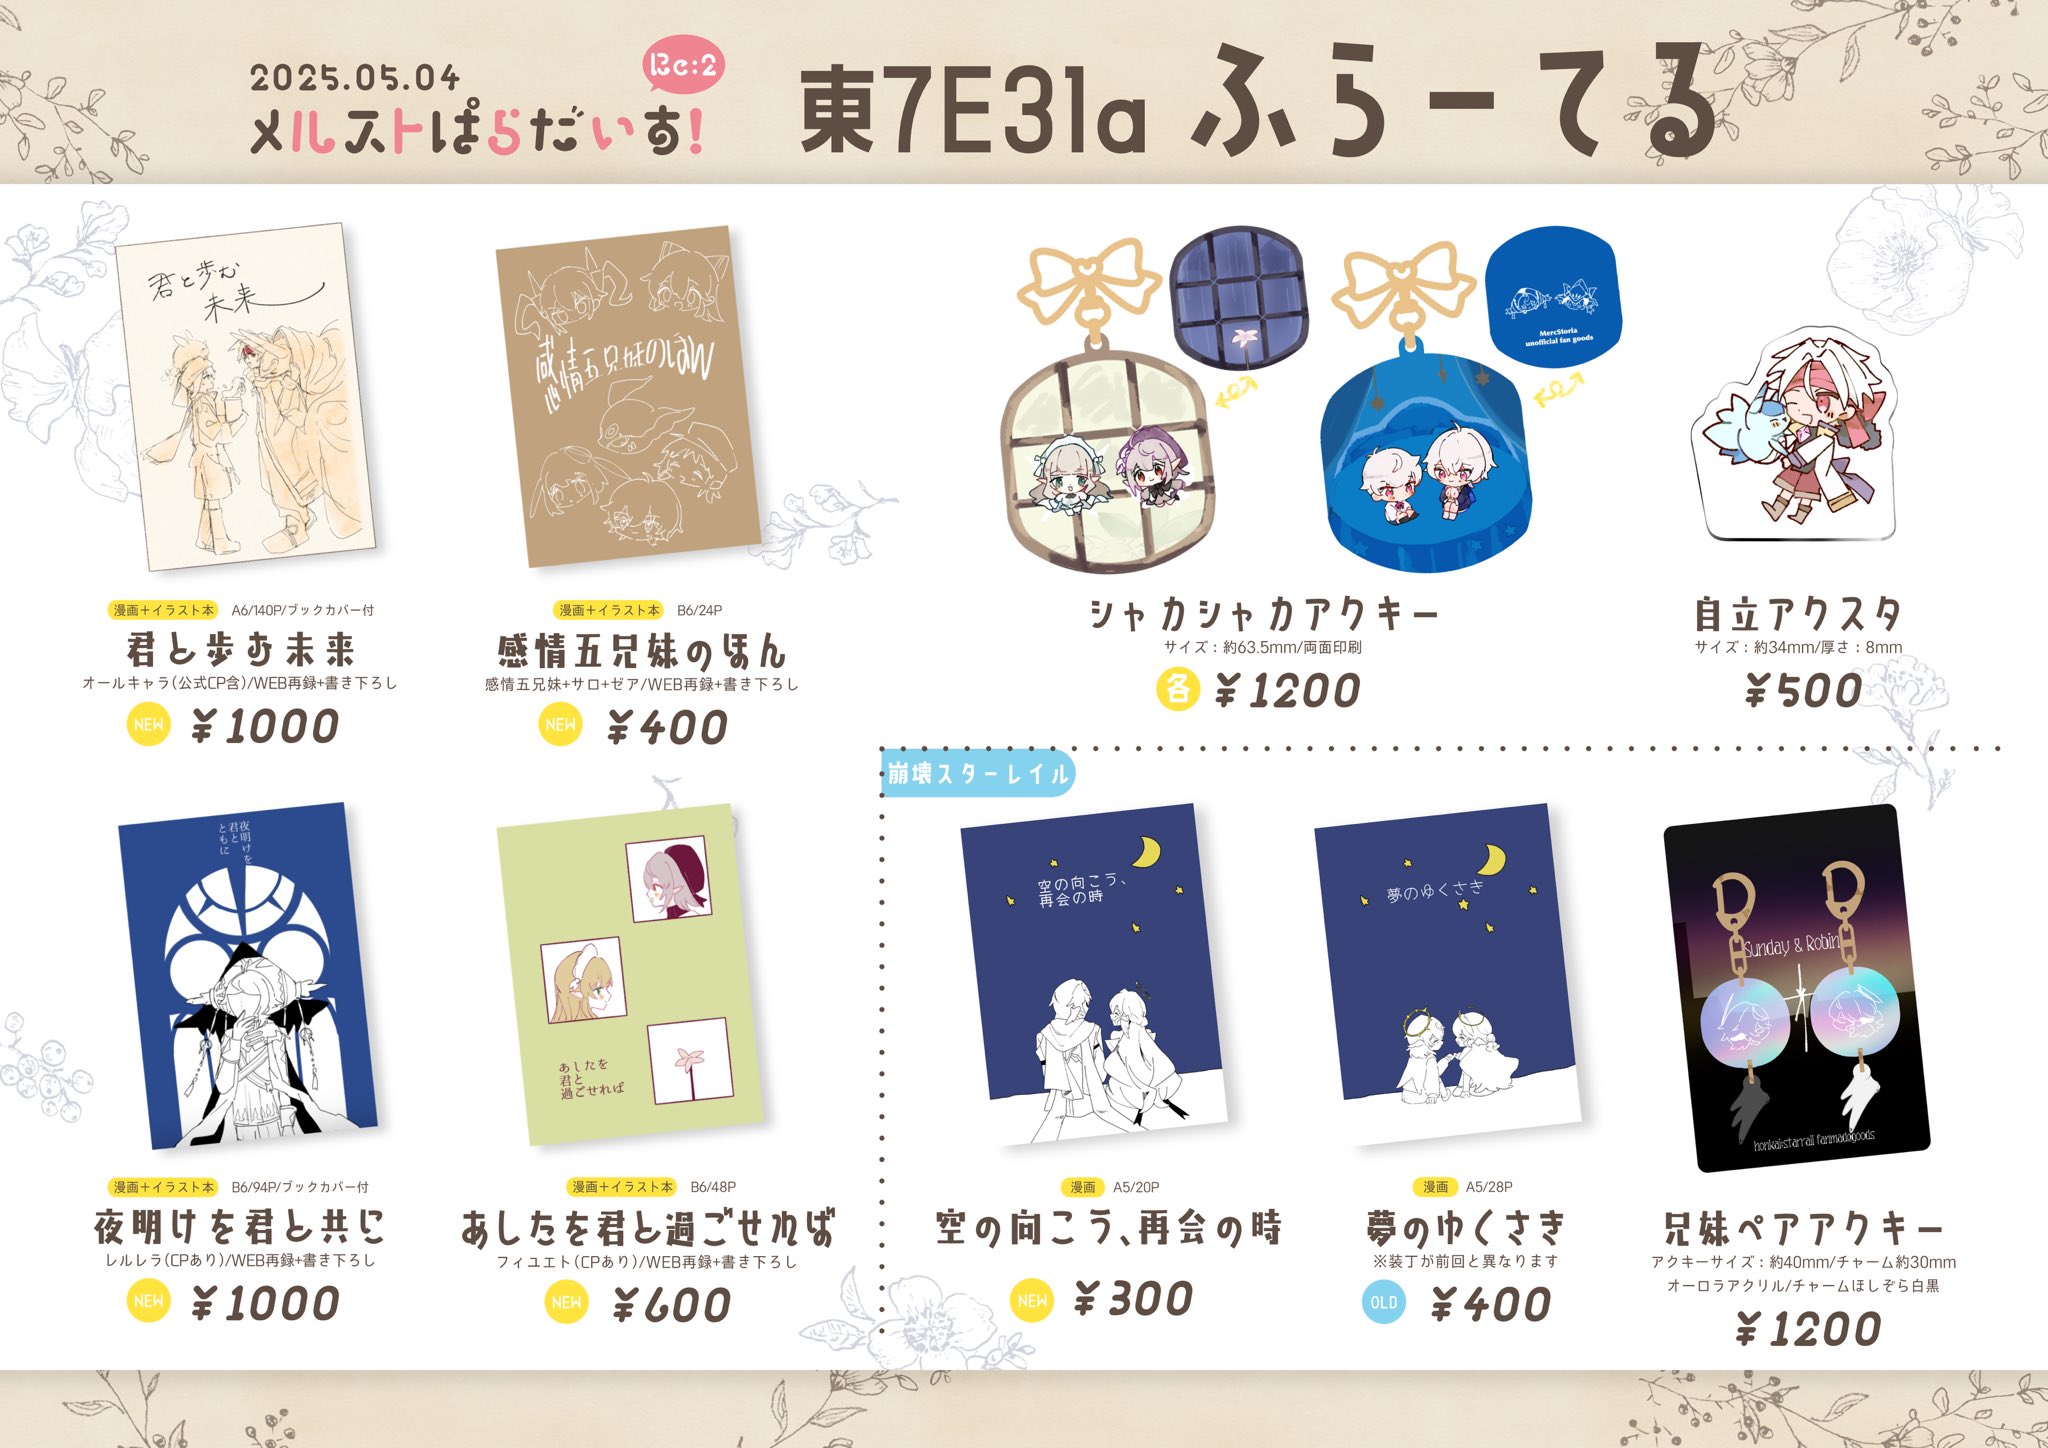 2025.05.04
Re:2
メルストぱらだいす!
東7E31a ふらーてる
君と歩む
未来
漫画+イラスト本 A6/140P/ブックカバー付
君と歩む未来
オールキャラ(公式CP含)/WEB再録+書き下ろし
NEW ¥1000
感情五兄妹のほん
漫画+イラスト本 B6/24P
感情五兄妹のほん
感情五兄妹+サロ+ゼア/WEB再録+書き下ろし
NEW ¥400
MercStoria
unofficial fan goods
シャカシャカアクキー
サイズ：約63.5mm/両面印刷
各 ¥1200
自立アクスタ
サイズ：約34mm/厚さ：8mm
¥500
夜明けを
君と
ともに
漫画+イラスト本 B6/94P/ブックカバー付
夜明けを君と共に
レルレラ(CPあり)/WEB再録+書き下ろし
NEW ¥1000
あしたを
君と
過ごせれば
漫画+イラスト本 B6/48P
あしたを君と過ごせれば
フィユエト(CPあり)/WEB再録+書き下ろし
NEW ¥600
崩壊スターレイル
空の向こう、
再会の時
漫画 A5/20P
空の向こう、再会の時
NEW ¥300
夢のゆくさき
漫画 A5/28P
夢のゆくさき
※装丁が前回と異なります
OLD ¥400
Sunday & Robin
honkai:starrail fanmadegoods
兄妹ペアアクキー
アクキーサイズ：約40mm/チャーム約30mm
オーロラアクリル/チャームほしぞら白黒
¥1200